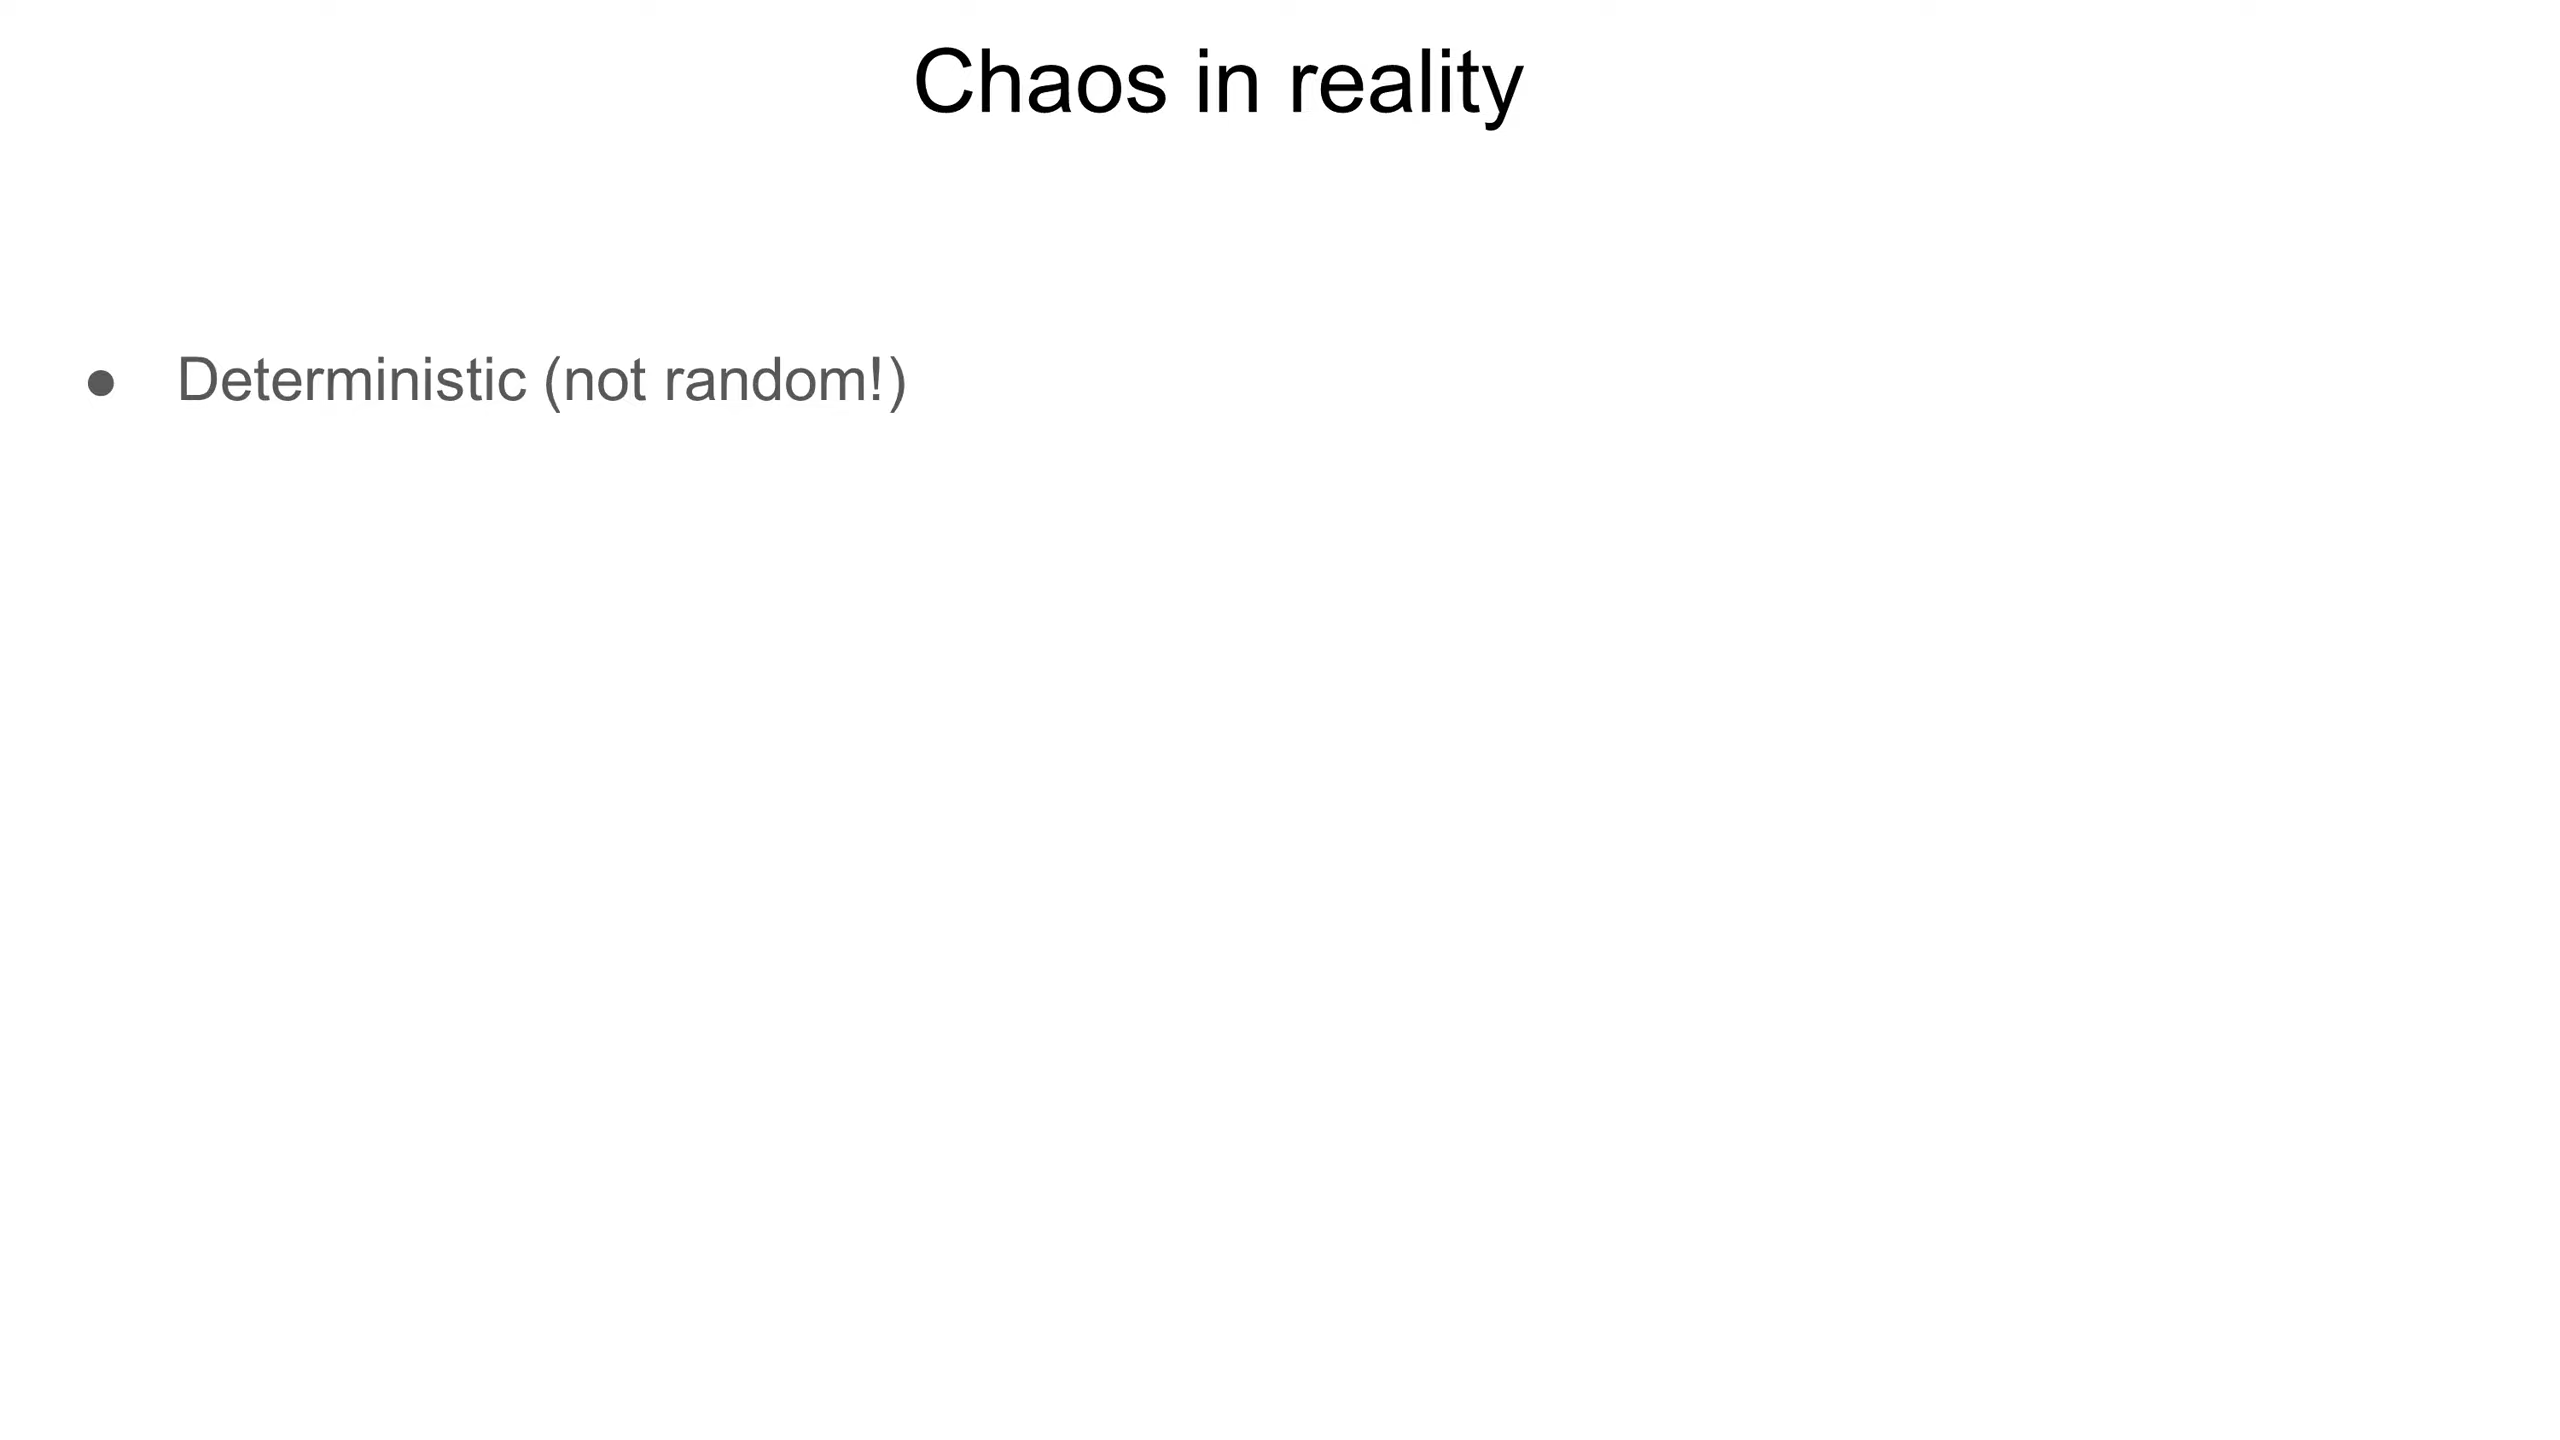 Chaos in reality
● Deterministic (not random!)